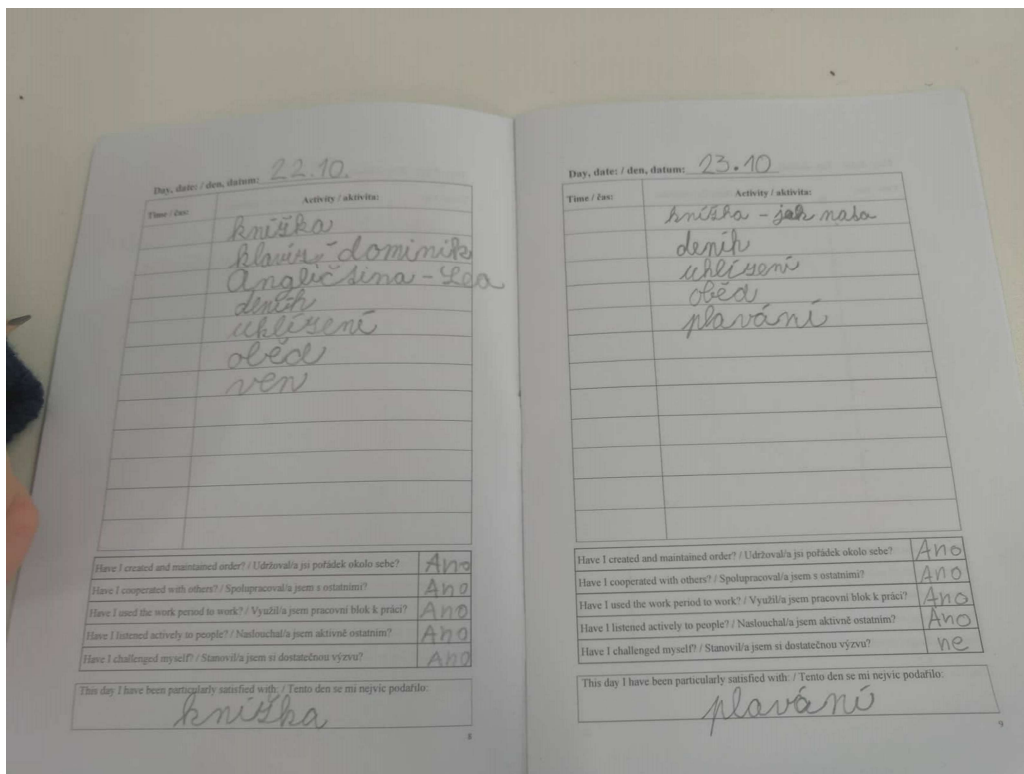 Day, date: / den, datum: 22.10.
Time / čas: Activity / aktivita:
knížka
klavír - dominik
Angličsina - Lea
deník
uklízení
oběd
ven
Have I created and maintained order? / Udržoval/a jsi pořádek okolo sebe? Ano
Have I cooperated with others? / Spolupracoval/a jsem s ostatními? Ano
Have I used the work period to work? / Využil/a jsem pracovní blok k práci? Ano
Have I listened actively to people? / Naslouchal/a jsem aktivně ostatním? Ano
Have I challenged myself? / Stanovil/a jsem si dostatečnou výzvu? Ano
This day I have been particularly satisfied with: / Tento den se mi nejvíc podařilo:
knížka
8
Day, date: / den, datum: 23.10
Time / čas: Activity / aktivita:
knížka - jak naša
deník
uklízení
oběd
plavání
Have I created and maintained order? / Udržoval/a jsi pořádek okolo sebe? Ano
Have I cooperated with others? / Spolupracoval/a jsem s ostatními? Ano
Have I used the work period to work? / Využil/a jsem pracovní blok k práci? Ano
Have I listened actively to people? / Naslouchal/a jsem aktivně ostatním? Ano
Have I challenged myself? / Stanovil/a jsem si dostatečnou výzvu? ne
This day I have been particularly satisfied with: / Tento den se mi nejvíc podařilo:
plavání
9